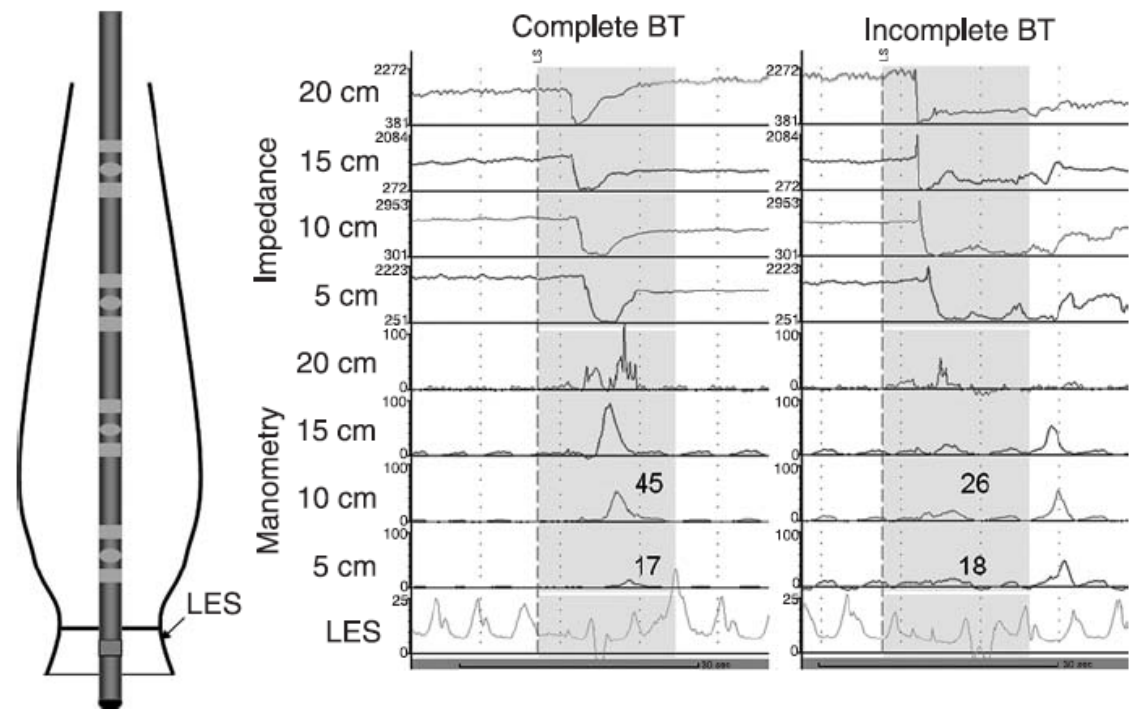 Complete BT
Incomplete BT
LS
LS
Impedance
20 cm
2272
381
2272
381
15 cm
2084
272
2084
272
10 cm
2953
301
2953
301
5 cm
2223
251
2223
251
Manometry
20 cm
100
0
100
0
15 cm
100
0
100
0
10 cm
100
0
45
100
0
26
5 cm
100
0
17
100
0
18
LES
LES
25
0
25
0
30 sec
30 sec